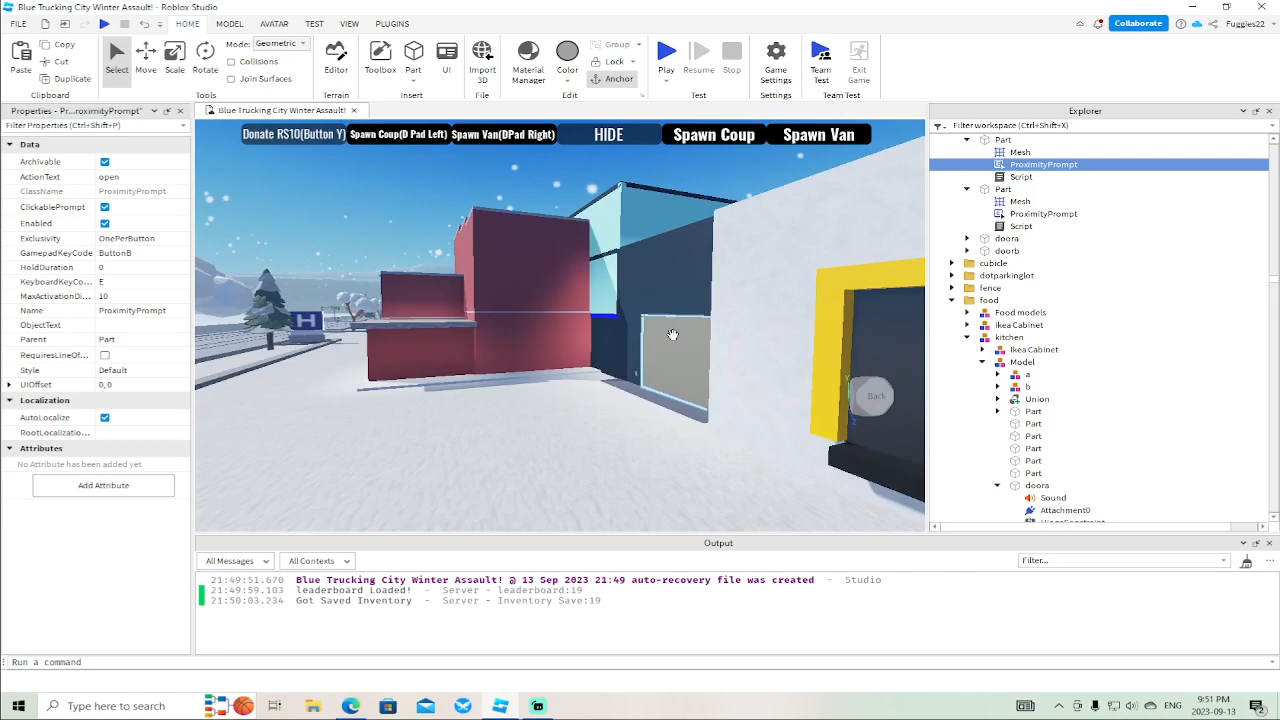 Blue Trucking City Winter Assault! - Roblox Studio
FILE
HOME
MODEL
AVATAR
TEST
VIEW
PLUGINS
Collaborate
Fuggies22
Paste
Copy
Cut
Duplicate
Clipboard
Select
Move
Scale
Rotate
Mode: Geometric
Collisions
Join Surfaces
Tools
Editor
Terrain
Toolbox
Part
UI
Insert
Import
3D
File
Material
Manager
Color
Group
Lock
Anchor
Edit
Play
Resume
Stop
Test
Game
Settings
Settings
Team
Test
Exit
Game
Team Test
Properties - Pr...roximityPrompt"
Filter Properties (Ctrl+Shift+P)
Data
Archivable
ActionText open
ClassName ProximityPrompt
ClickablePrompt
Enabled
Exclusivity OnePerButton
GamepadKeyCode ButtonB
HoldDuration 0
KeyboardKeyCo... E
MaxActivationDi... 10
Name ProximityPrompt
ObjectText
Parent Part
RequiresLineOf...
Style Default
UIOffset 0, 0
Localization
AutoLocalize
RootLocalizatio...
Attributes
No Attribute has been added yet
Add Attribute
Blue Trucking City Winter Assault!
Donate RS10(Button Y)
Spawn Coup(D Pad Left)
Spawn Van(DPad Right)
HIDE
Spawn Coup
Spawn Van
H
Back
Explorer
Filter workspace (Ctrl+Shift+X)
Part
Mesh
ProximityPrompt
Script
Part
Mesh
ProximityPrompt
Script
doora
doorb
cubicle
dotparkinglot
fence
food
Food models
Ikea Cabinet
kitchen
Ikea Cabinet
Model
a
b
Union
Part
Part
Part
Part
Part
Part
doora
Sound
Attachment0
Output
All Messages
All Contexts
Filter...
21:49:51.670 Blue Trucking City Winter Assault! @ 13 Sep 2023 21:49 auto-recovery file was created - Studio
21:49:59.103 leaderboard Loaded! - Server - leaderboard:19
21:50:03.234 Got Saved Inventory - Server - Inventory Save:19
Run a command
Type here to search
ENG
9:51 PM
2023-09-13
2